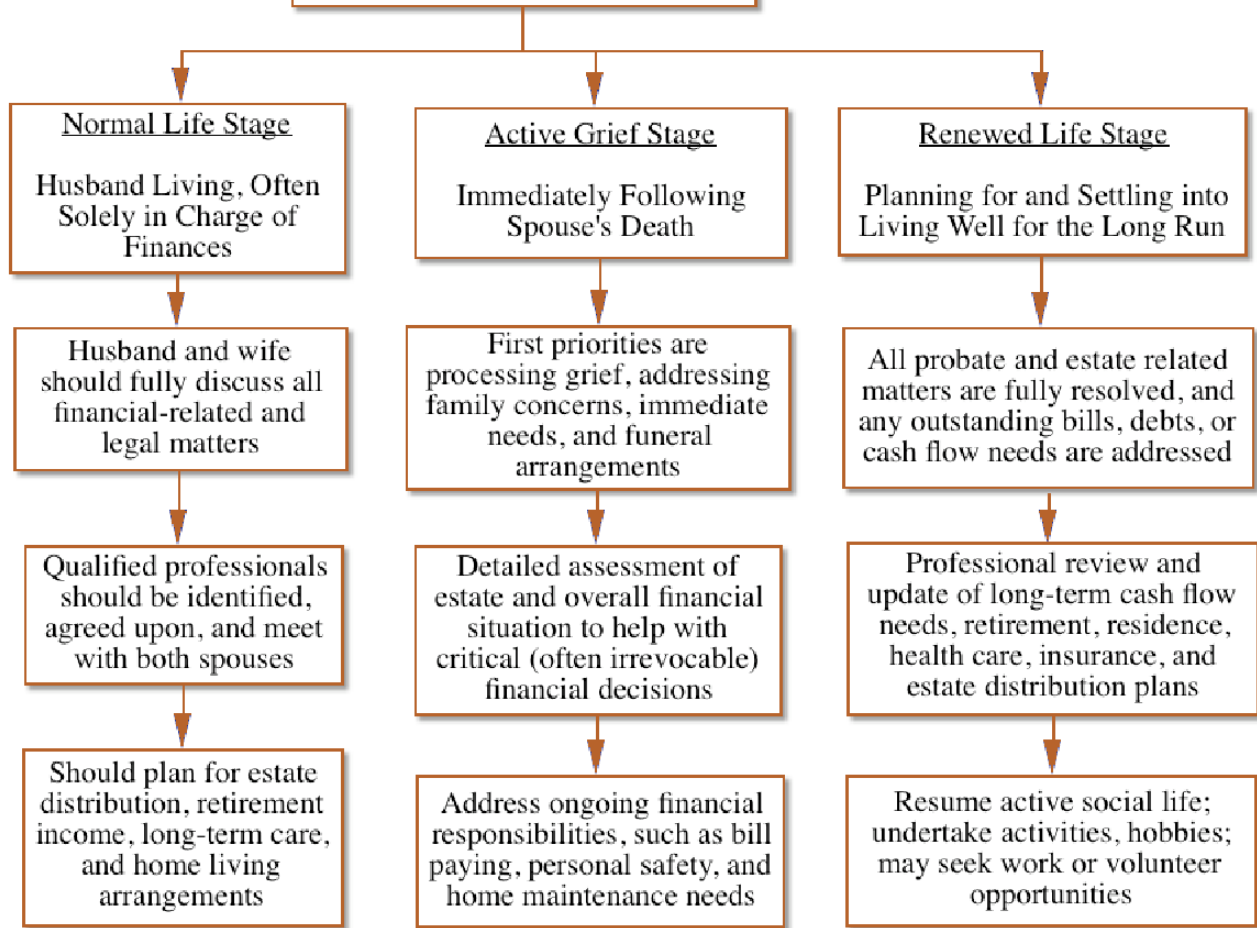 Normal Life Stage
Husband Living, Often
Solely in Charge of
Finances
Husband and wife
should fully discuss all
financial-related and
legal matters
Qualified professionals
should be identified,
agreed upon, and meet
with both spouses
Should plan for estate
distribution, retirement
income, long-term care,
and home living
arrangements
Active Grief Stage
Immediately Following
Spouse's Death
First priorities are
processing grief, addressing
family concerns, immediate
needs, and funeral
arrangements
Detailed assessment of
estate and overall financial
situation to help with
critical (often irrevocable)
financial decisions
Address ongoing financial
responsibilities, such as bill
paying, personal safety, and
home maintenance needs
Renewed Life Stage
Planning for and Settling into
Living Well for the Long Run
All probate and estate related
matters are fully resolved, and
any outstanding bills, debts, or
cash flow needs are addressed
Professional review and
update of long-term cash flow
needs, retirement, residence,
health care, insurance, and
estate distribution plans
Resume active social life;
undertake activities, hobbies;
may seek work or volunteer
opportunities